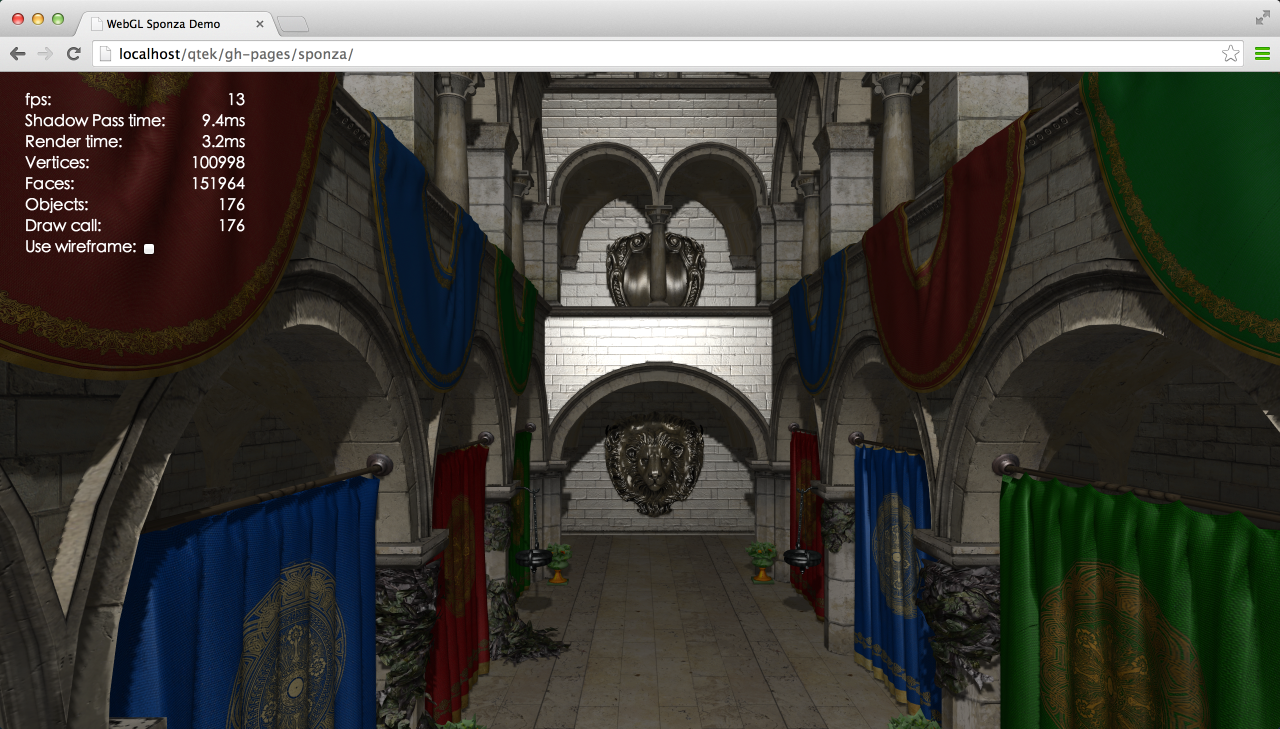 WebGL Sponza Demo
localhost/qtek/gh-pages/sponza/
fps: 13
Shadow Pass time: 9.4ms
Render time: 3.2ms
Vertices: 100998
Faces: 151964
Objects: 176
Draw call: 176
Use wireframe: